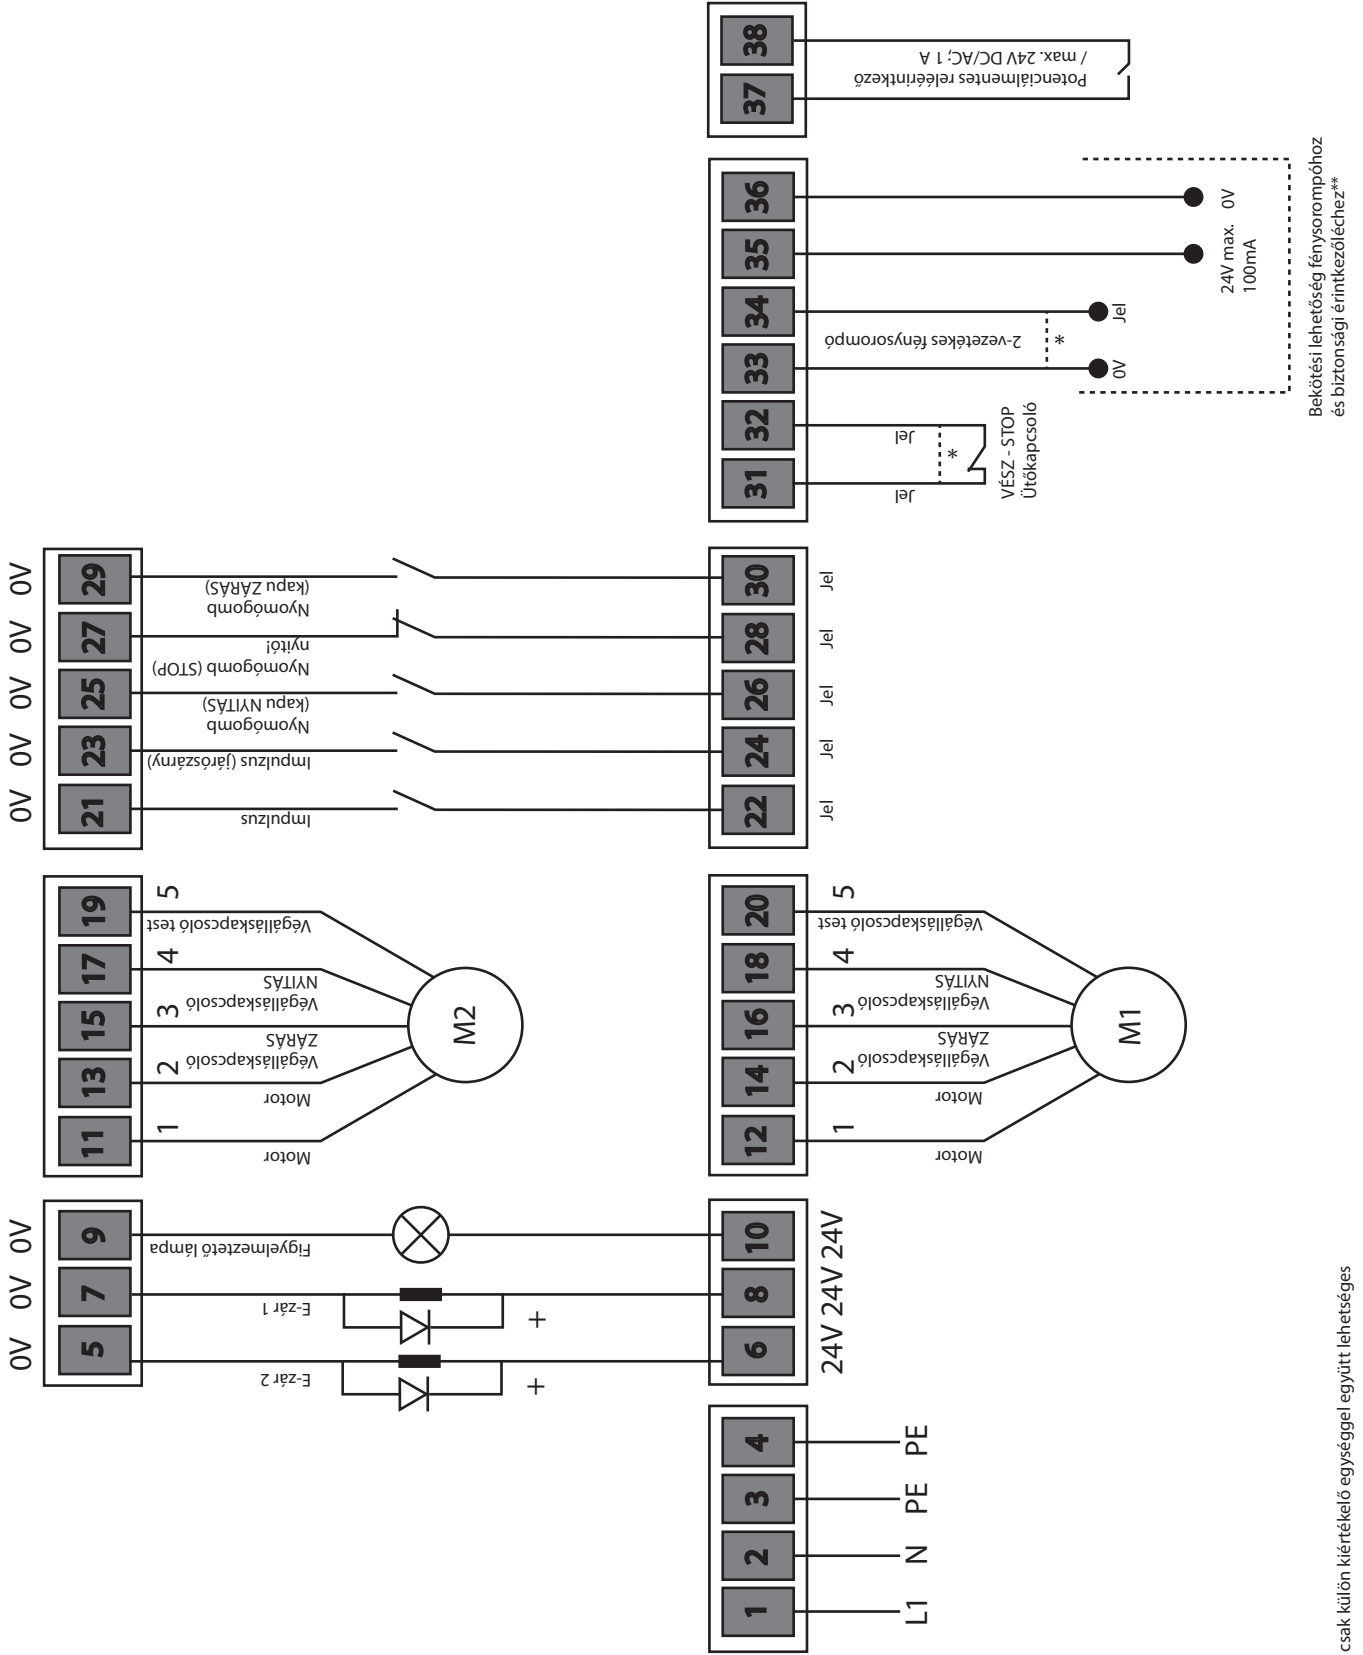 0V
0V
0V
0V
0V
0V
0V
0V
5
7
9
11
13
15
17
19
21
23
25
27
29
E-zár 2
E-zár 1
Figyelmeztető lámpa
+
+
1
2
3
4
5
Motor
Motor
Végálláskapcsoló
ZÁRÁS
Végálláskapcsoló
NYITÁS
Végálláskapcsoló test
M2
Impulzus
Impulzus (járószárny)
Nyomógomb
(kapu NYITÁS)
Nyomógomb (STOP)
nyitó!
Nyomógomb
(kapu ZÁRÁS)
1
2
3
4
6
8
10
12
14
16
18
20
22
24
26
28
30
31
32
33
34
35
36
37
38
L1
N
PE
PE
24V 24V 24V
1
2
3
4
5
Motor
Motor
Végálláskapcsoló
ZÁRÁS
Végálláskapcsoló
NYITÁS
Végálláskapcsoló test
M1
Jel
Jel
Jel
Jel
Jel
Jel
Jel
*
VÉSZ - STOP
Ütőkapcsoló
2-vezetékes fénysorompó
*
0V
Jel
24V max.
100mA
0V
Potenciálmentes reléérintkező
/ max. 24V DC/AC; 1 A
Bekötési lehetőség fénysorompóhoz
és biztonsági érintkezőléchez**
csak külön kiértékelő egységgel együtt lehetséges